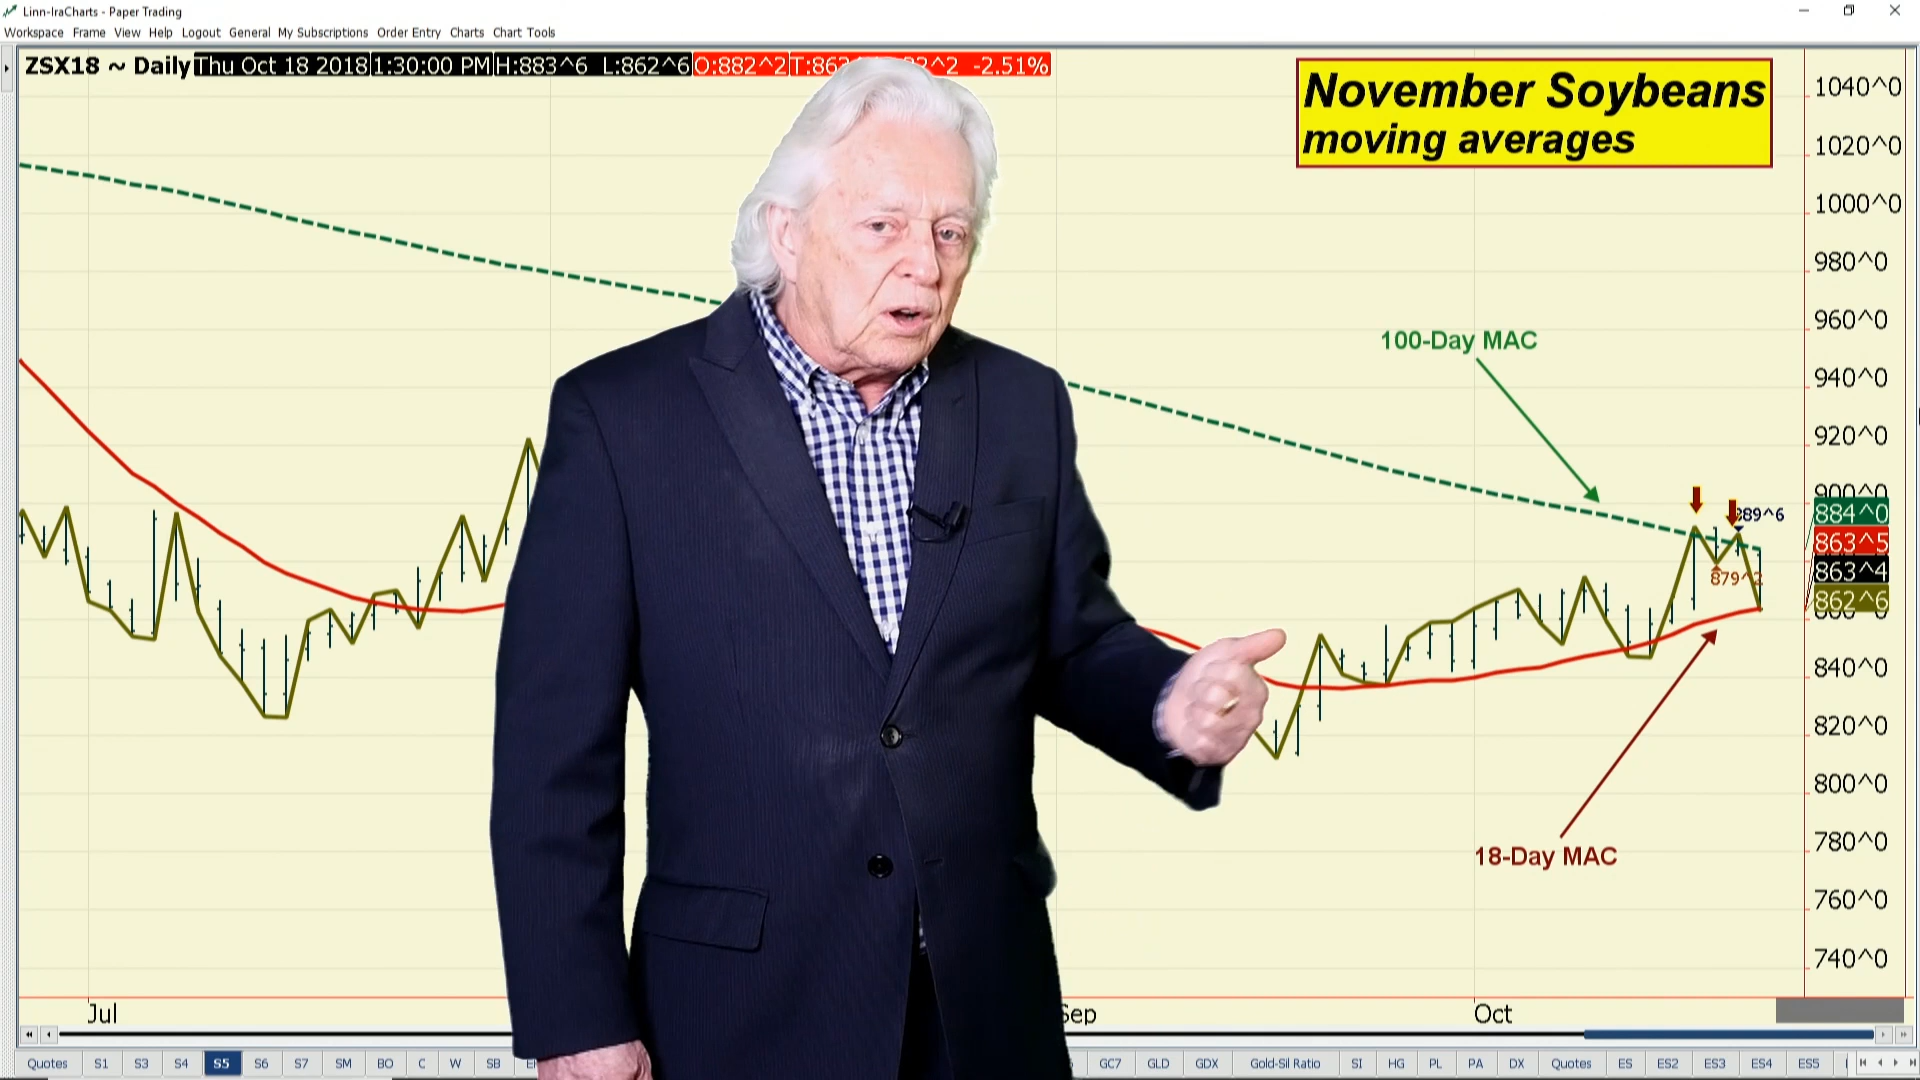 Linn-IraCharts - Paper Trading
Workspace Frame View Help Logout General My Subscriptions Order Entry Charts Chart Tools
ZSX18 ~ Daily Thu Oct 18 2018 1:30:00 PM H:883^6 L:862^6 O:882^2 -2.51%
November Soybeans
moving averages
1040^0
1020^0
1000^0
980^0
960^0
100-Day MAC
940^0
920^0
900^0
884^0
889^6
863^5
863^4
879^2
862^6
840^0
820^0
800^0
780^0
18-Day MAC
760^0
740^0
Jul
Sep
Oct
Quotes S1 S3 S4 S5 S6 S7 SM BO C W SB GC7 GLD GDX Gold-Sil Ratio SI HG PL PA DX Quotes ES ES2 ES3 ES4 ES5